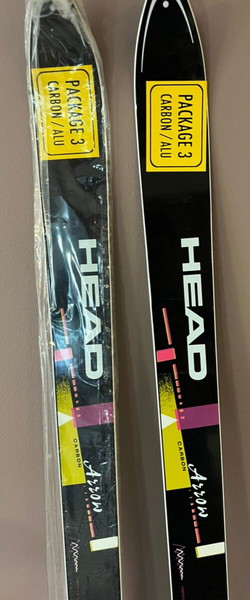 PACKAGE 3
CARBON/ALU
HEAD
CARBON
Arrow
PACKAGE 3
CARBON/ALU
HEAD
CARBON
Arrow